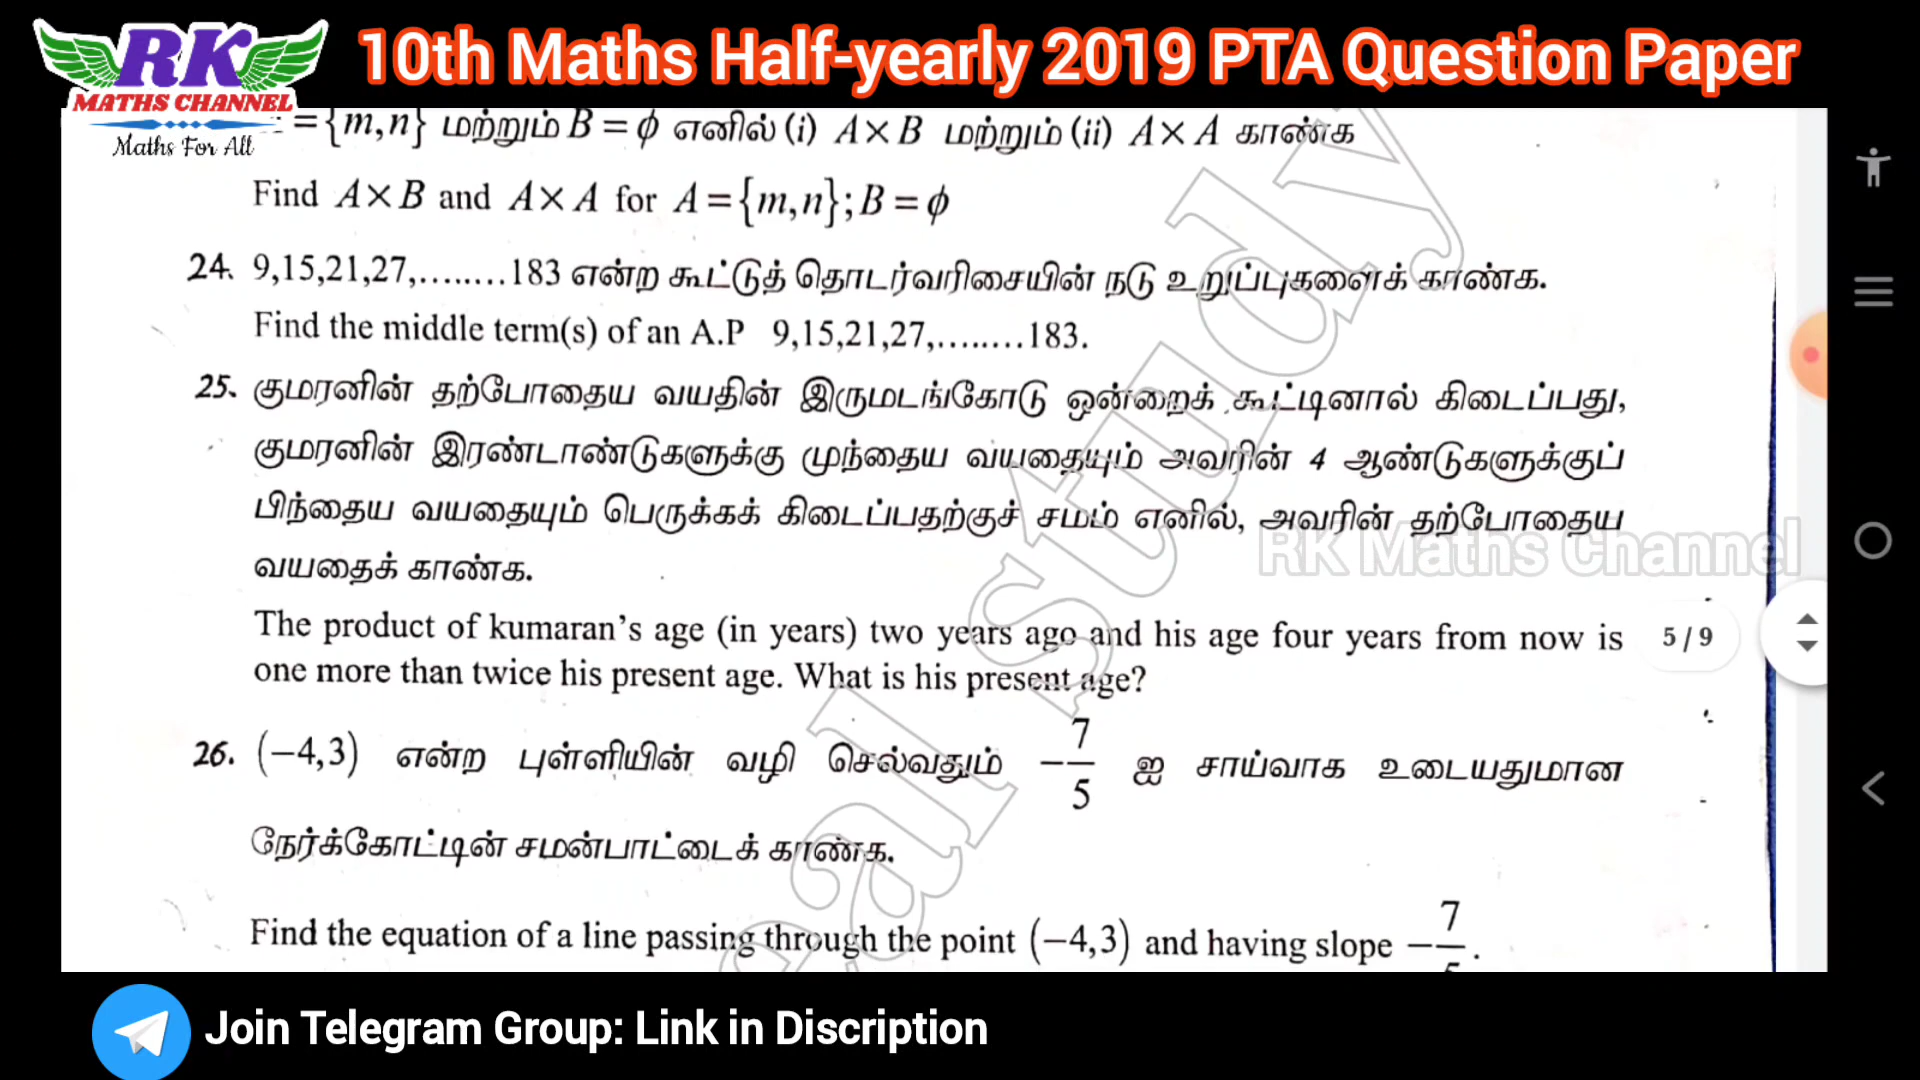 RK
MATHS CHANNEL
Maths For All
10th Maths Half-yearly 2019 PTA Question Paper
={m,n} மற்றும் B = ϕ எனில் (i) A×B மற்றும் (ii) A×A காண்க
Find A×B and A×A for A={m,n};B=ϕ
24. 9,15,21,27,........183 என்ற கூட்டுத் தொடர்வரிசையின் நடு உறுப்புகளைக் காண்க.
Find the middle term(s) of an A.P 9,15,21,27,........183.
25. குமரனின் தற்போதைய வயதின் இருமடங்கோடு ஒன்றைக் கூட்டினால் கிடைப்பது,
குமரனின் இரண்டாண்டுகளுக்கு முந்தைய வயதையும் அவரின் 4 ஆண்டுகளுக்குப்
பிந்தைய வயதையும் பெருக்கக் கிடைப்பதற்குச் சமம் எனில், அவரின் தற்போதைய
வயதைக் காண்க.
RK Maths Channel
The product of kumaran's age (in years) two years ago and his age four years from now is
one more than twice his present age. What is his present age?
5/9
26. (−4,3) என்ற புள்ளியின் வழி செல்வதும் −7/5 ஐ சாய்வாக உடையதுமான
நேர்க்கோட்டின் சமன்பாட்டைக் காண்க.
Find the equation of a line passing through the point (−4,3) and having slope −7/5.
eal study
Join Telegram Group: Link in Discription